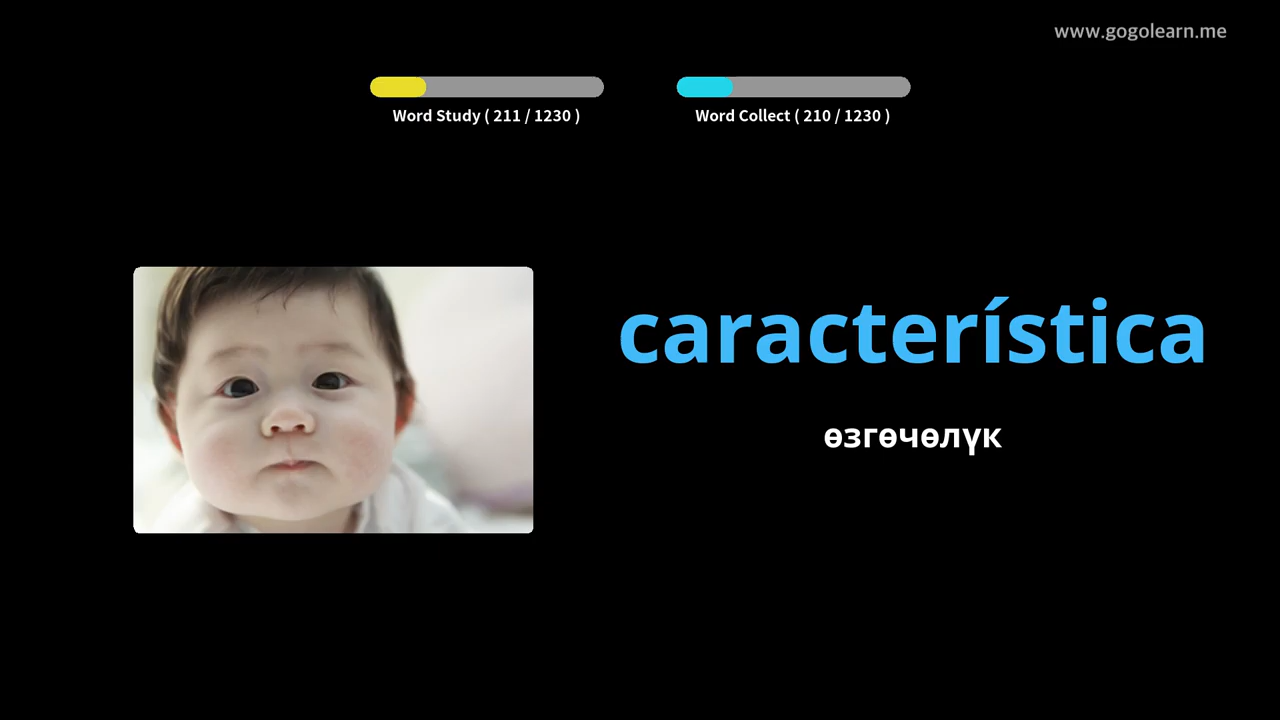 www.gogolearn.me
Word Study ( 211 / 1230 )
Word Collect ( 210 / 1230 )
característica
өзгөчөлүк